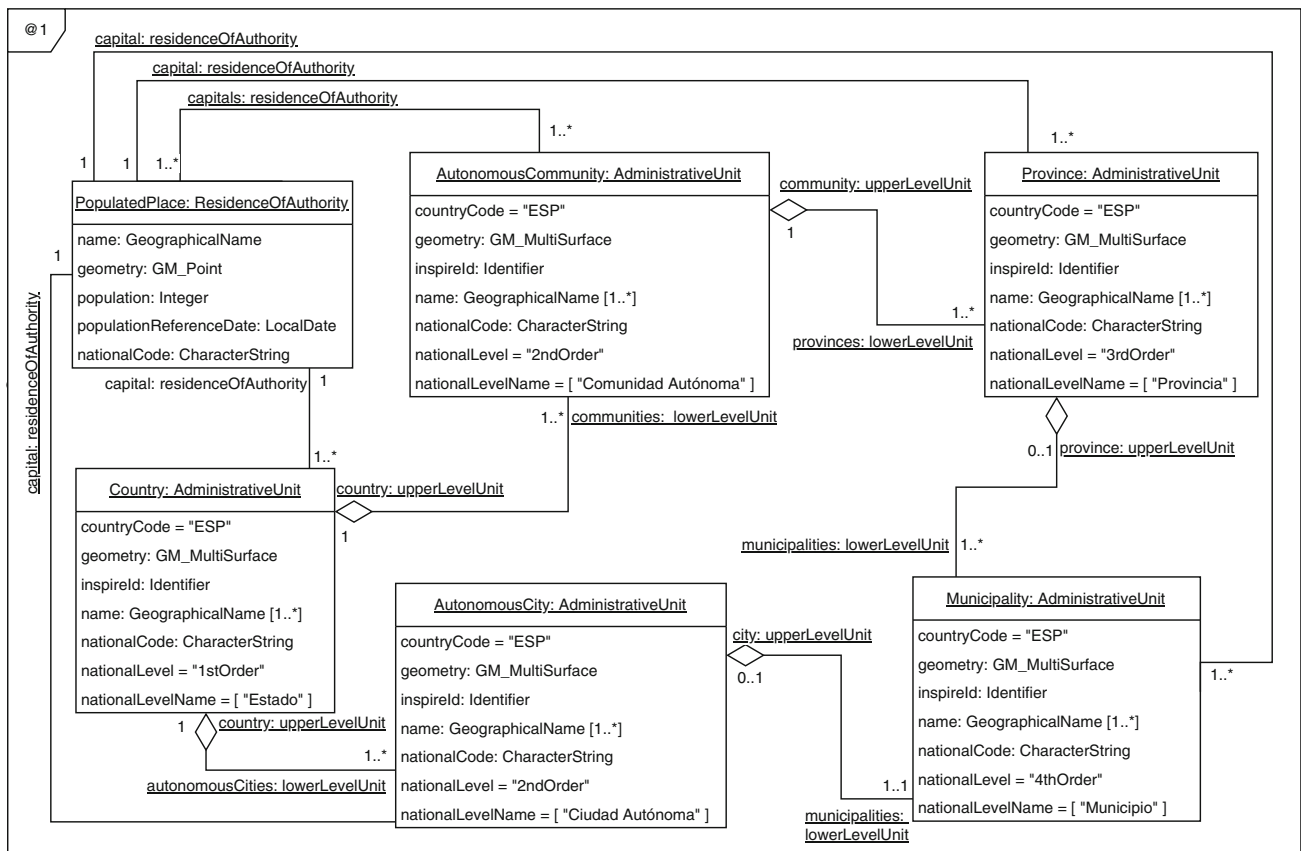 @1
capital: residenceOfAuthority
capital: residenceOfAuthority
capitals: residenceOfAuthority
1..*
1..*
1
1
1..*
PopulatedPlace: ResidenceOfAuthority
name: GeographicalName
geometry: GM_Point
population: Integer
populationReferenceDate: LocalDate
nationalCode: CharacterString
1
capital: residenceOfAuthority
capital: residenceOfAuthority
1
1..*
AutonomousCommunity: AdministrativeUnit
countryCode = "ESP"
geometry: GM_MultiSurface
inspireId: Identifier
name: GeographicalName [1..*]
nationalCode: CharacterString
nationalLevel = "2ndOrder"
nationalLevelName = [ "Comunidad Autónoma" ]
community: upperLevelUnit
1
1..*
provinces: lowerLevelUnit
Province: AdministrativeUnit
countryCode = "ESP"
geometry: GM_MultiSurface
inspireId: Identifier
name: GeographicalName [1..*]
nationalCode: CharacterString
nationalLevel = "3rdOrder"
nationalLevelName = [ "Provincia" ]
1..*
communities: lowerLevelUnit
0..1
province: upperLevelUnit
Country: AdministrativeUnit
countryCode = "ESP"
geometry: GM_MultiSurface
inspireId: Identifier
name: GeographicalName [1..*]
nationalCode: CharacterString
nationalLevel = "1stOrder"
nationalLevelName = [ "Estado" ]
country: upperLevelUnit
1
municipalities: lowerLevelUnit
1..*
1
country: upperLevelUnit
1..*
autonomousCities: lowerLevelUnit
AutonomousCity: AdministrativeUnit
countryCode = "ESP"
geometry: GM_MultiSurface
inspireId: Identifier
name: GeographicalName [1..*]
nationalCode: CharacterString
nationalLevel = "2ndOrder"
nationalLevelName = [ "Ciudad Autónoma" ]
city: upperLevelUnit
0..1
1..1
municipalities:
lowerLevelUnit
Municipality: AdministrativeUnit
countryCode = "ESP"
geometry: GM_MultiSurface
inspireId: Identifier
name: GeographicalName [1..*]
nationalCode: CharacterString
nationalLevel = "4thOrder"
nationalLevelName = [ "Municipio" ]
1..*